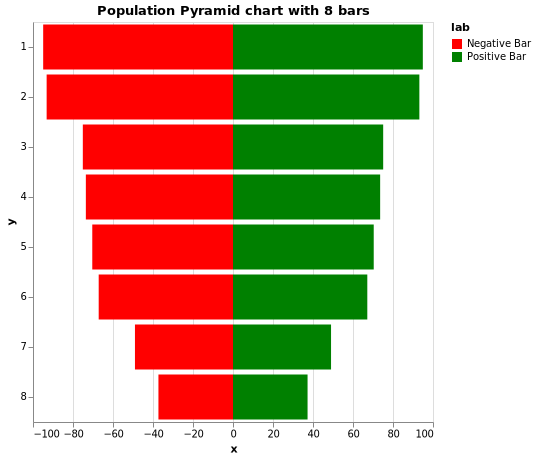 Population Pyramid chart with 8 bars
lab
Negative Bar
Positive Bar
1
2
3
4
5
6
7
8
y
−100 −80 −60 −40 −20 0 20 40 60 80 100
x